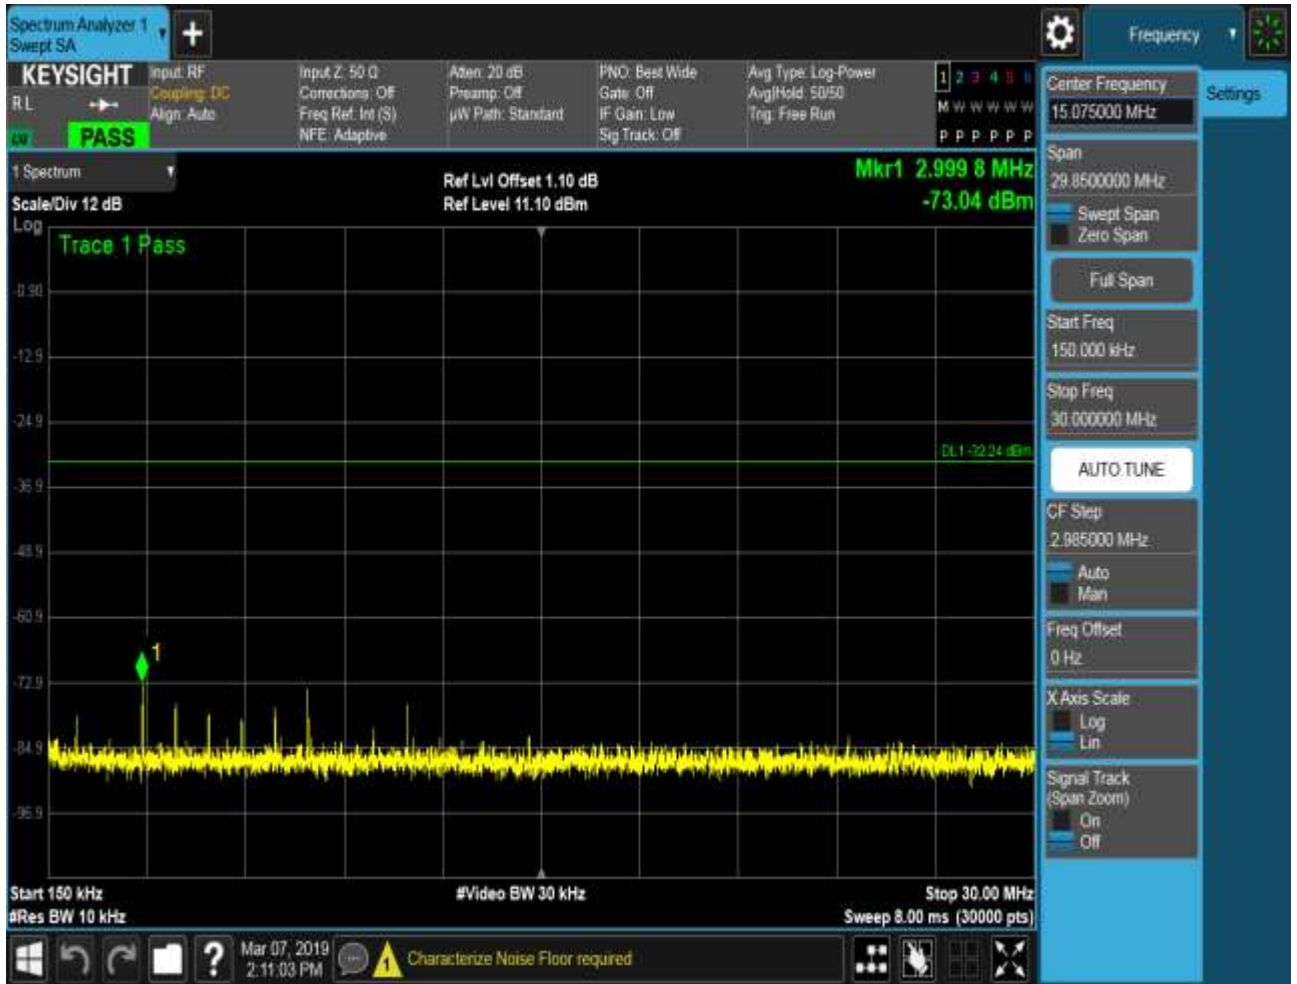 Spectrum Analyzer 1
Swept SA
Frequency
KEYSIGHT
R L
PASS
Input: RF
Coupling: DC
Align: Auto
Input Z: 50 Ω
Corrections: Off
Freq Ref: Int (S)
NFE: Adaptive
Atten: 20 dB
Preamp: Off
µW Path: Standard
PNO: Best Wide
Gate: Off
IF Gain: Low
Sig Track: Off
Avg Type: Log-Power
Avg|Hold: 50/50
Trig: Free Run
1 2 3 4 5 6
M W W W W W
P P P P P P
1 Spectrum
Scale/Div 12 dB
Log
Ref Lvl Offset 1.10 dB
Ref Level 11.10 dBm
Mkr1 2.999 8 MHz
-73.04 dBm
Trace 1 Pass
-0.90
-12.9
-24.9
DL1 -32.24 dBm
-36.9
-48.9
-60.9
1
-72.9
-84.9
-96.9
Start 150 kHz
#Res BW 10 kHz
#Video BW 30 kHz
Stop 30.00 MHz
Sweep 8.00 ms (30000 pts)
Mar 07, 2019
2:11:03 PM
?
1
Characterize Noise Floor required
Center Frequency
15.075000 MHz
Settings
Span
29.8500000 MHz
Swept Span
Zero Span
Full Span
Start Freq
150.000 kHz
Stop Freq
30.000000 MHz
AUTO TUNE
CF Step
2.985000 MHz
Auto
Man
Freq Offset
0 Hz
X Axis Scale
Log
Lin
Signal Track
(Span Zoom)
On
Off